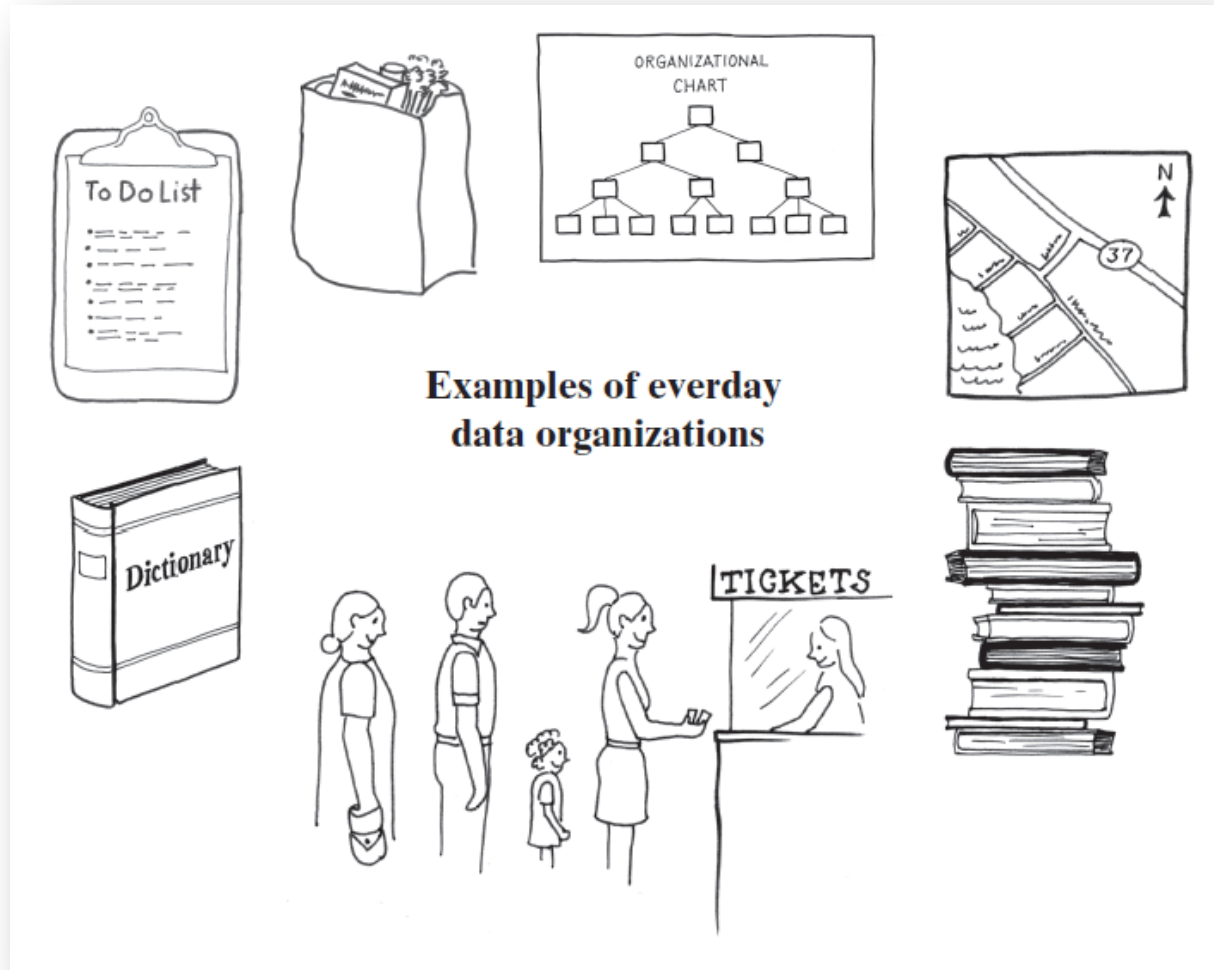 ORGANIZATIONAL
CHART
To Do List
N
37
Examples of everday
data organizations
Dictionary
TICKETS